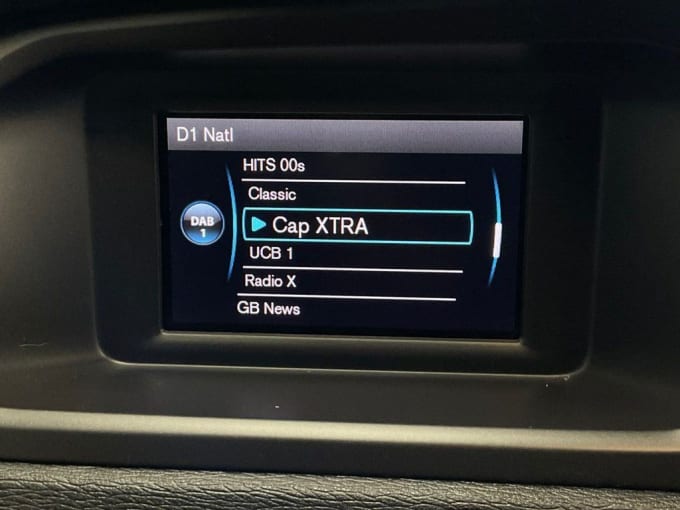 D1 Natl
HITS 00s
Classic
DAB
1
Cap XTRA
UCB 1
Radio X
GB News